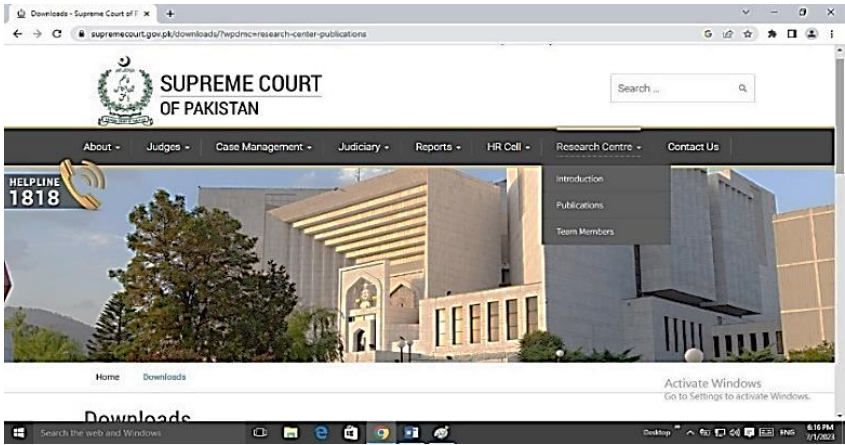 Downloads - Supreme Court of P
supremecourt.gov.pk/downloads/?wpdmc=research-center-publications
SUPREME COURT
OF PAKISTAN
Search ...
About
Judges
Case Management
Judiciary
Reports
HR Cell
Research Centre
Contact Us
Introduction
Publications
Team Members
HELPLINE
1818
Home Downloads
Activate Windows
Go to Settings to activate Windows.
Downloads
Search the web and Windows
Desktop
ENG
6:16 PM
7/1/2023